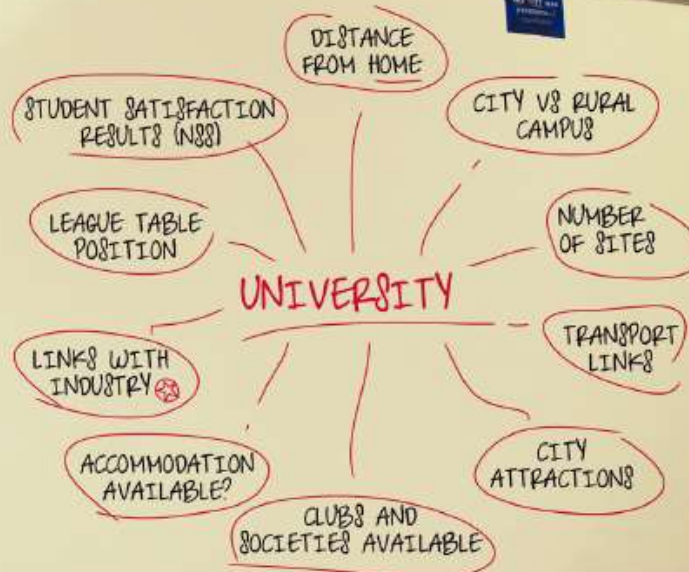 DISTANCE
FROM HOME
STUDENT SATISFACTION
RESULTS (NSS)
CITY VS RURAL
CAMPUS
LEAGUE TABLE
POSITION
NUMBER
OF SITES
UNIVERSITY
LINKS WITH
INDUSTRY
TRANSPORT
LINKS
ACCOMMODATION
AVAILABLE?
CITY
ATTRACTIONS
CLUBS AND
SOCIETIES AVAILABLE